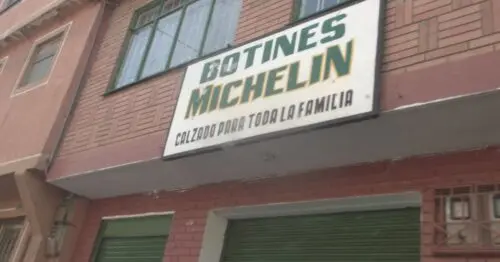 BOTINES
MICHELIN
CALZADO PARA TODA LA FAMILIA